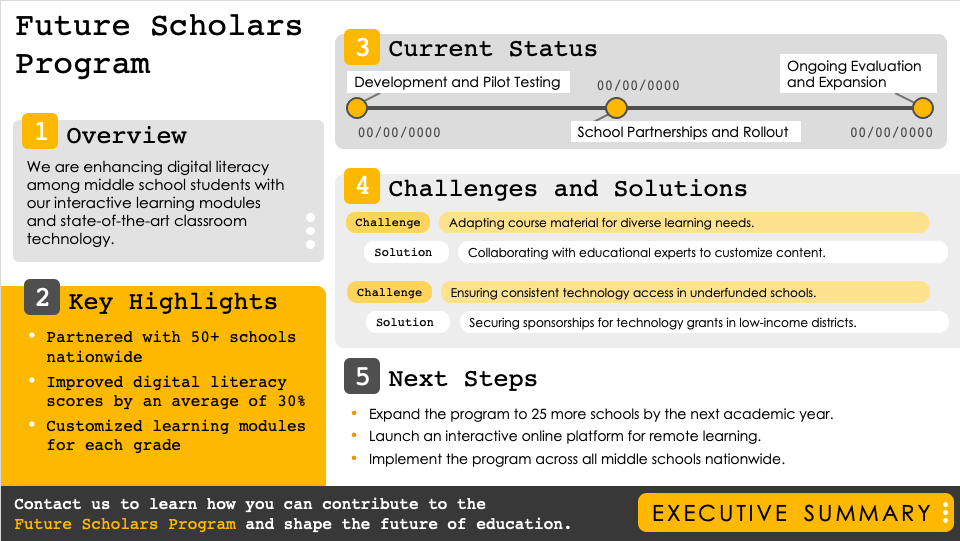 Future Scholars
Program
1 Overview
We are enhancing digital literacy
among middle school students with
our interactive learning modules
and state-of-the-art classroom
technology.
2 Key Highlights
• Partnered with 50+ schools
nationwide
• Improved digital literacy
scores by an average of 30%
• Customized learning modules
for each grade
3 Current Status
Development and Pilot Testing
00/00/0000
00/00/0000
School Partnerships and Rollout
Ongoing Evaluation
and Expansion
00/00/0000
4 Challenges and Solutions
Challenge Adapting course material for diverse learning needs.
Solution Collaborating with educational experts to customize content.
Challenge Ensuring consistent technology access in underfunded schools.
Solution Securing sponsorships for technology grants in low-income districts.
5 Next Steps
• Expand the program to 25 more schools by the next academic year.
• Launch an interactive online platform for remote learning.
• Implement the program across all middle schools nationwide.
Contact us to learn how you can contribute to the
Future Scholars Program and shape the future of education.
EXECUTIVE SUMMARY